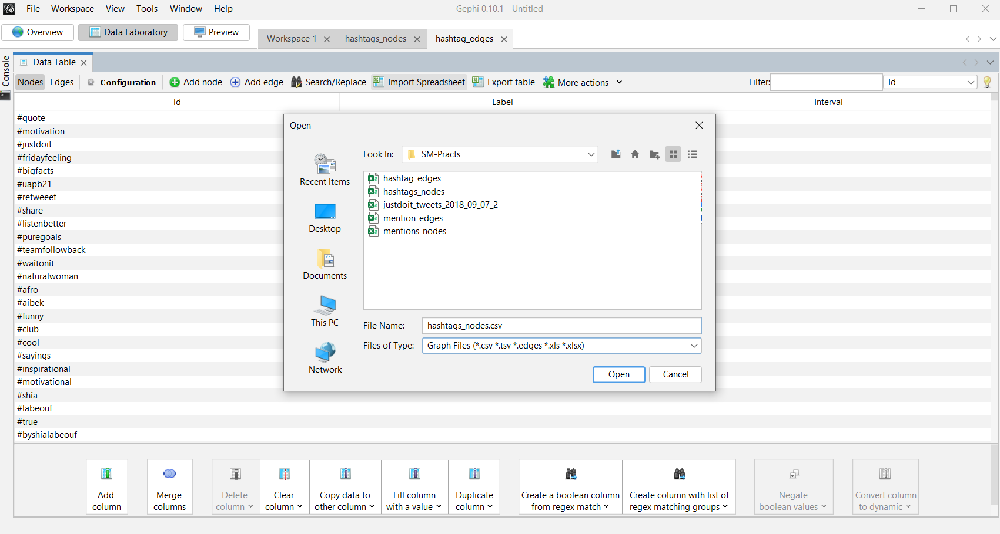 File Workspace View Tools Window Help Gephi 0.10.1 - Untitled
Overview Data Laboratory Preview Workspace 1 hashtags_nodes hashtag_edges
Console
Data Table
Nodes Edges Configuration Add node Add edge Search/Replace Import Spreadsheet Export table More actions Filter: Id
Id Label Interval
#quote
#motivation
#justdoit
#fridayfeeling
#bigfacts
#uapb21
#retweeet
#share
#listenbetter
#puregoals
#teamfollowback
#waitonit
#naturalwoman
#afro
#aibek
#funny
#club
#cool
#sayings
#inspirational
#motivational
#shia
#labeouf
#true
#byshialabeouf
Open
Look In: SM-Practs
Recent Items
Desktop
Documents
This PC
Network
hashtag_edges
hashtags_nodes
justdoit_tweets_2018_09_07_2
mention_edges
mentions_nodes
File Name: hashtags_nodes.csv
Files of Type: Graph Files (*.csv *.tsv *.edges *.xls *.xlsx)
Open Cancel
Add
column
Merge
columns
Delete
column
Clear
column
Copy data to
other column
Fill column
with a value
Duplicate
column
Create a boolean column
from regex match
Create column with list of
regex matching groups
Negate
boolean values
Convert column
to dynamic